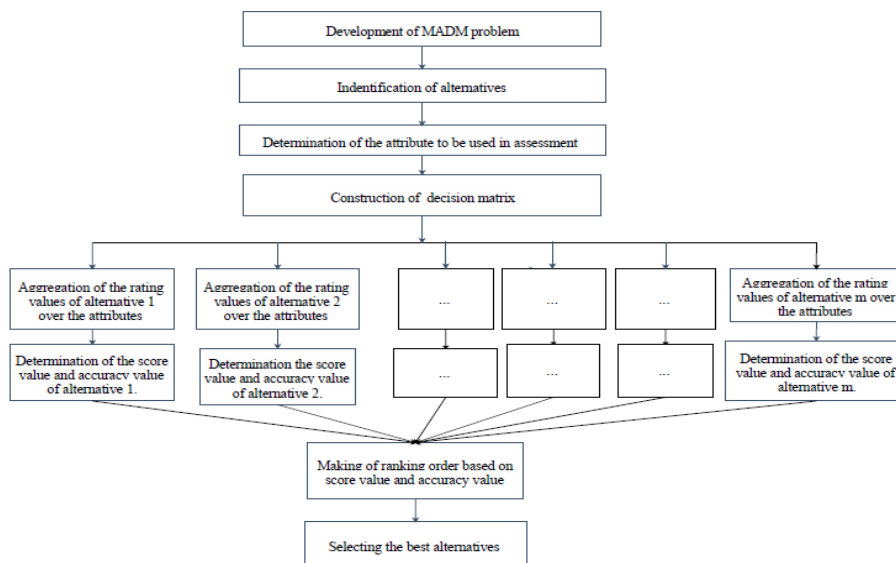 Development of MADM problem
Indentification of alternatives
Determination of the attribute to be used in assessment
Construction of decision matrix
Aggregation of the rating
values of alternative 1
over the attributes
Aggregation of the rating
values of alternative 2
over the attributes
...
...
...
Aggregation of the rating
values of alternative m over
the attributes
Determination of the score
value and accuracy value
of alternative 1.
Determination of the score
value and accuracy value
of alternative 2.
...
...
...
Determination of the score
value and accuracy value of
alternative m.
Making of ranking order based on
score value and accuracy value
Selecting the best alternatives